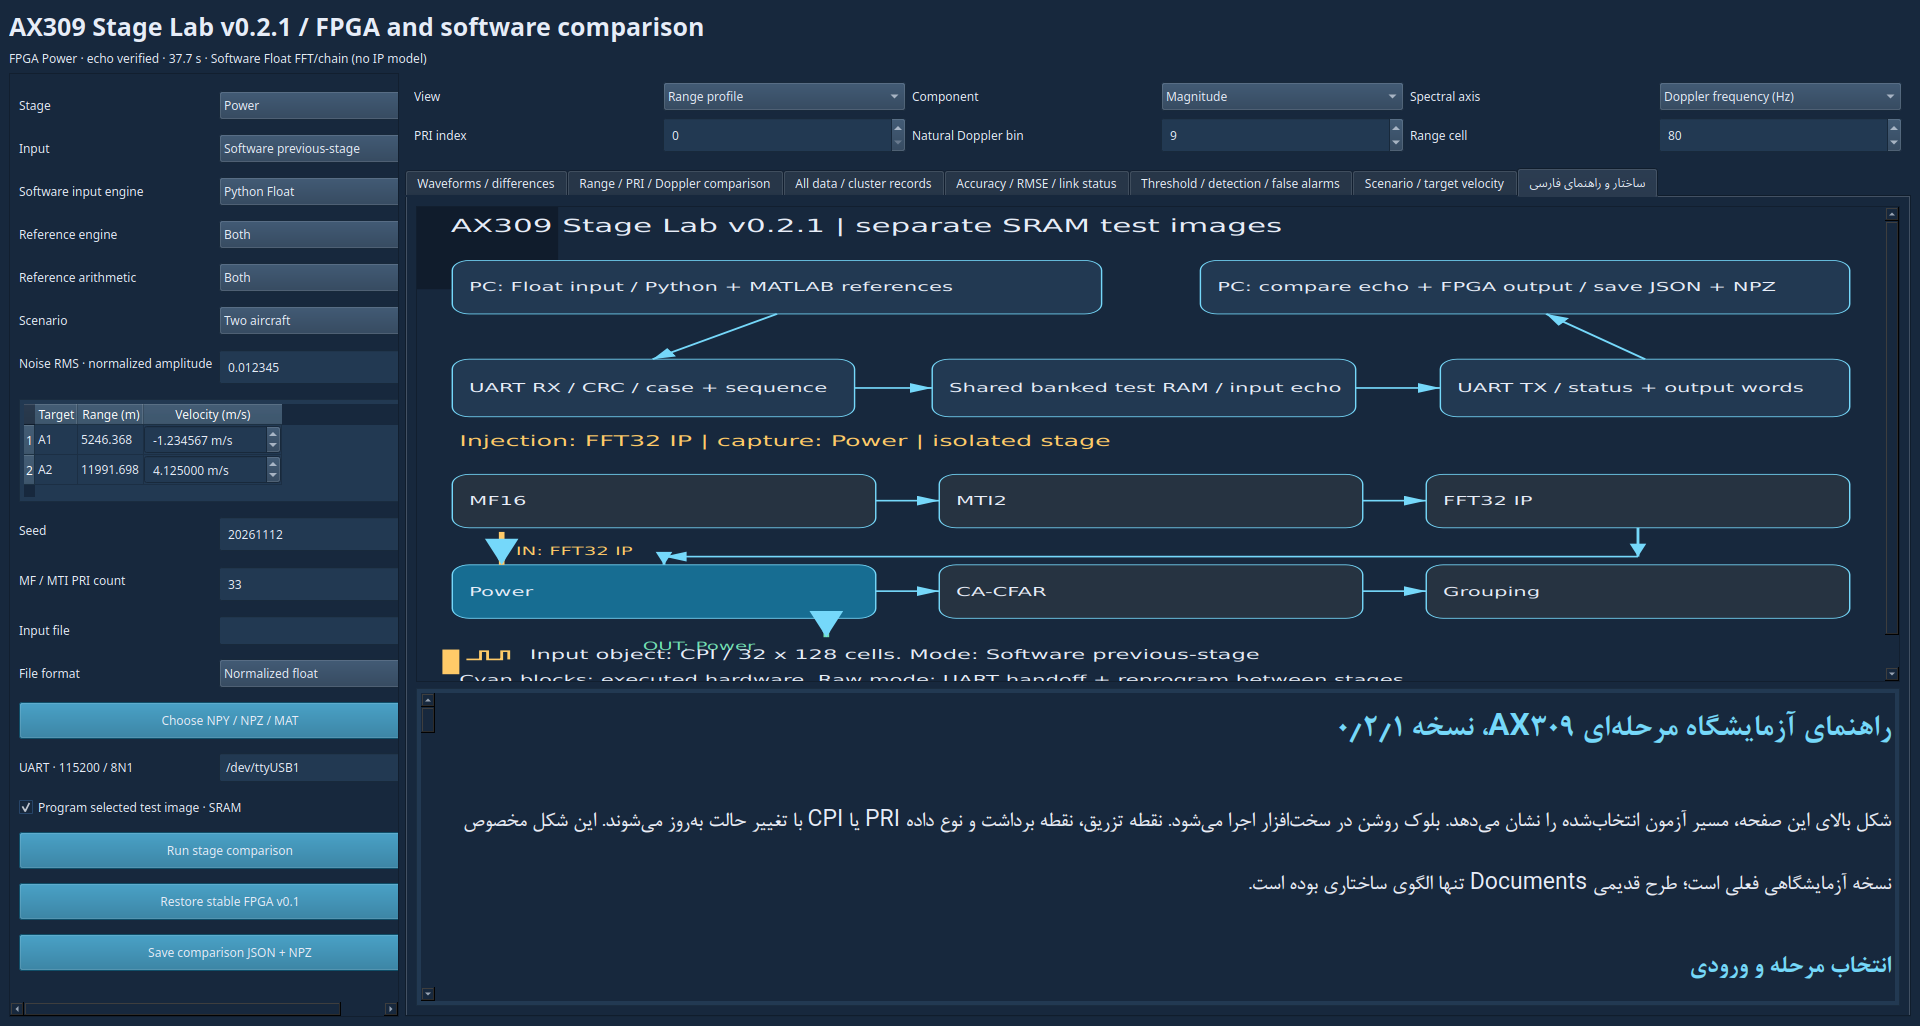 AX309 Stage Lab v0.2.1 / FPGA and software comparison
FPGA Power · echo verified · 37.7 s · Software Float FFT/chain (no IP model)
Stage Power
Input Software previous-stage
Software input engine Python Float
Reference engine Both
Reference arithmetic Both
Scenario Two aircraft
Noise RMS · normalized amplitude 0.012345
Target Range (m) Velocity (m/s)
1 A1 5246.368 -1.234567 m/s
2 A2 11991.698 4.125000 m/s
Seed 20261112
MF / MTI PRI count 33
Input file
File format Normalized float
Choose NPY / NPZ / MAT
UART · 115200 / 8N1 /dev/ttyUSB1
Program selected test image · SRAM
Run stage comparison
Restore stable FPGA v0.1
Save comparison JSON + NPZ
View Range profile Component Magnitude Spectral axis Doppler frequency (Hz)
PRI index 0 Natural Doppler bin 9 Range cell 80
Waveforms / differences Range / PRI / Doppler comparison All data / cluster records Accuracy / RMSE / link status Threshold / detection / false alarms Scenario / target velocity ساختار و راهنمای فارسی
AX309 Stage Lab v0.2.1 | separate SRAM test images
PC: Float input / Python + MATLAB references PC: compare echo + FPGA output / save JSON + NPZ
UART RX / CRC / case + sequence Shared banked test RAM / input echo UART TX / status + output words
Injection: FFT32 IP | capture: Power | isolated stage
MF16 MTI2 FFT32 IP
IN: FFT32 IP
Power CA-CFAR Grouping
OUT: Power
Input object: CPI / 32 x 128 cells. Mode: Software previous-stage
Cyan blocks: executed hardware. Raw mode: UART handoff + reprogram between stages
راهنمای آزمایشگاه مرحله‌ای AX۳۰۹، نسخه ۰/۲/۱
شکل بالای این صفحه، مسیر آزمون انتخاب‌شده را نشان می‌دهد. بلوک روشن در سخت‌افزار اجرا می‌شود. نقطه تزریق، نقطه برداشت و نوع داده PRI یا CPI با تغییر حالت به‌روز می‌شوند. این شکل مخصوص
نسخه آزمایشگاهی فعلی است؛ طرح قدیمی Documents تنها الگوی ساختاری بوده است.
انتخاب مرحله و ورودی